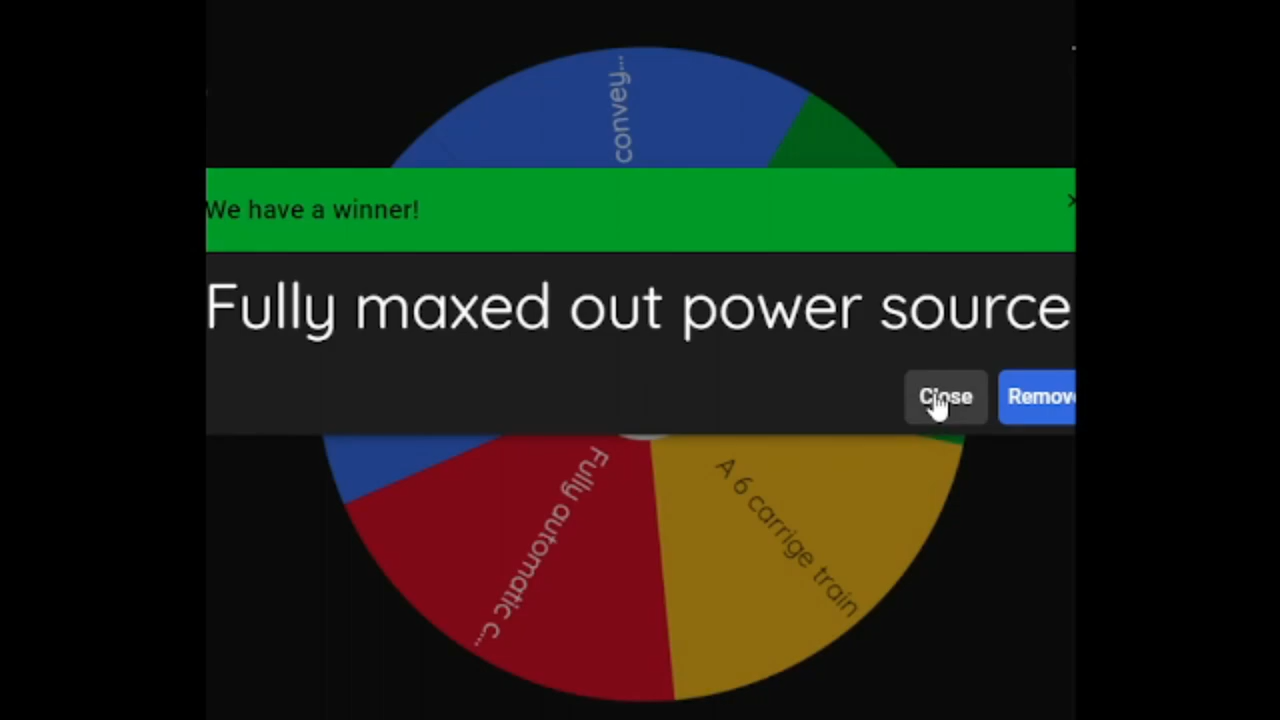 convey...
We have a winner!
Fully maxed out power source
Close
Remov
Fully automatic c...
A 6 carrige train